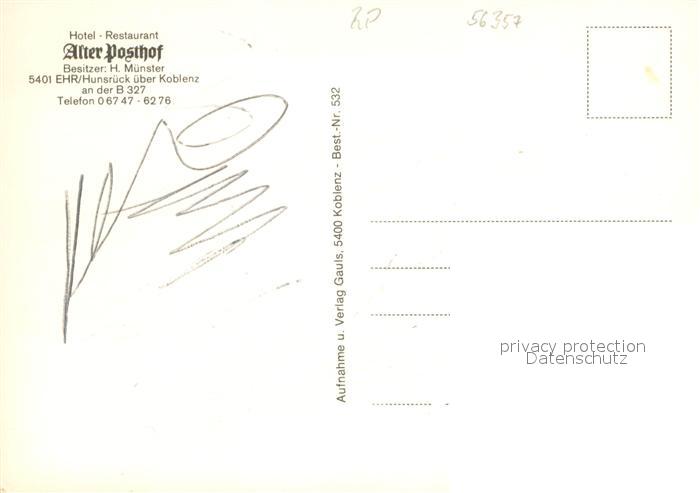 RP
56357
Hotel - Restaurant
Alter Posthof
Besitzer: H. Münster
5401 EHR/Hunsrück über Koblenz
an der B 327
Telefon 0 67 47 - 62 76
Aufnahme u. Verlag Gauls, 5400 Koblenz - Best.-Nr. 532
privacy protection
Datenschutz